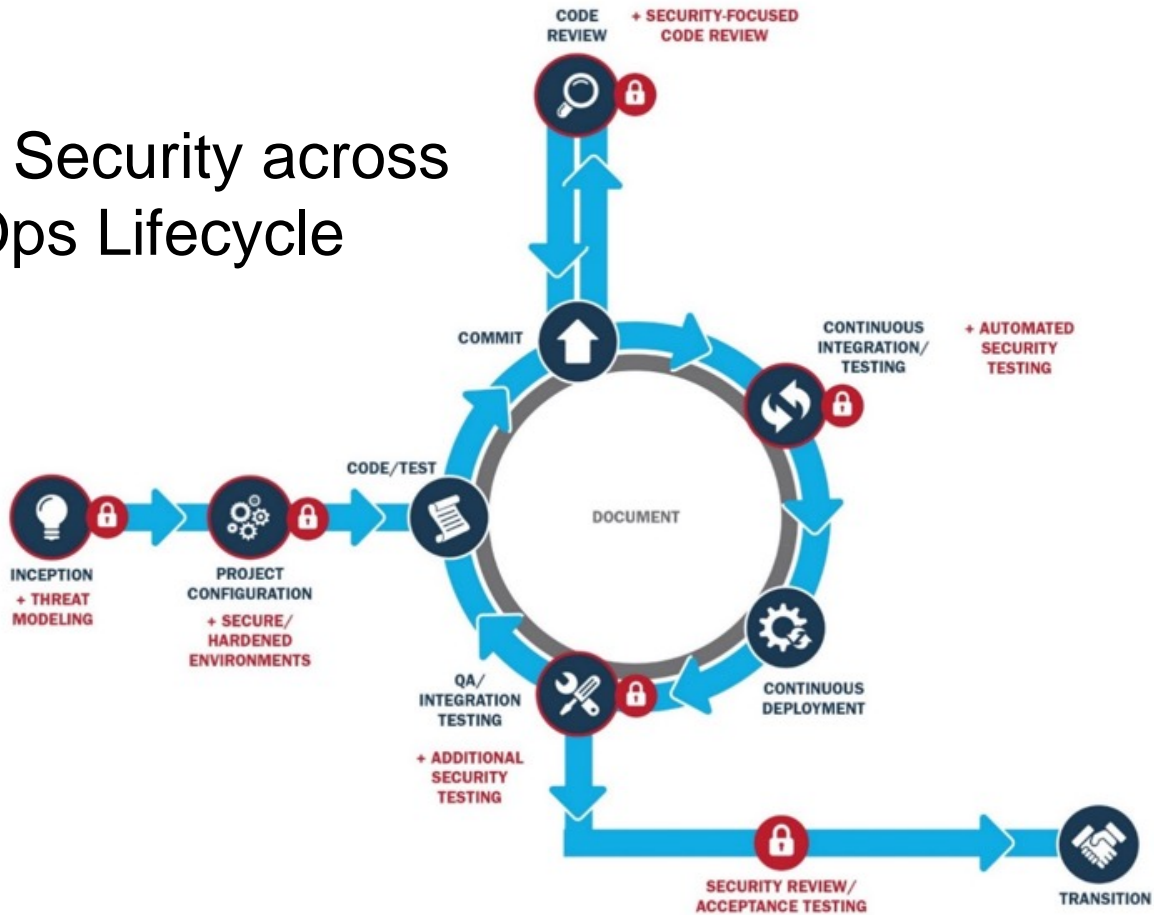 Security across
Ops Lifecycle
CODE
REVIEW
+ SECURITY-FOCUSED
CODE REVIEW
COMMIT
CONTINUOUS
INTEGRATION/
TESTING
+ AUTOMATED
SECURITY
TESTING
CODE/TEST
DOCUMENT
INCEPTION
+ THREAT
MODELING
PROJECT
CONFIGURATION
+ SECURE/
HARDENED
ENVIRONMENTS
QA/
INTEGRATION
TESTING
+ ADDITIONAL
SECURITY
TESTING
CONTINUOUS
DEPLOYMENT
SECURITY REVIEW/
ACCEPTANCE TESTING
TRANSITION